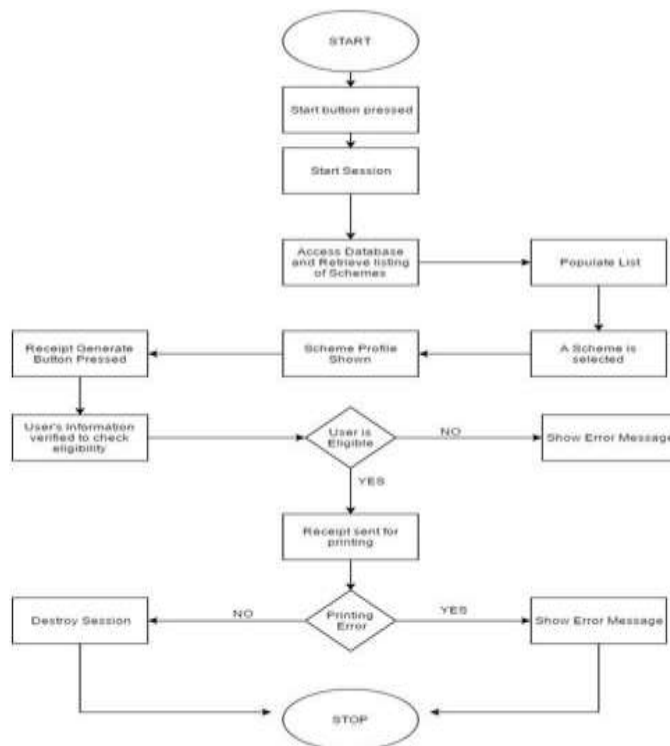 START
Start button pressed
Start Session
Access Database
and Retrieve listing
of Schemes
Populate List
Receipt Generate
Button Pressed
Scheme Profile
Shown
A Scheme is
selected
User's Information
verified to check
eligibility
User is
Eligible
NO
Show Error Message
YES
Receipt sent for
printing
Destroy Session
NO
Printing
Error
YES
Show Error Message
STOP